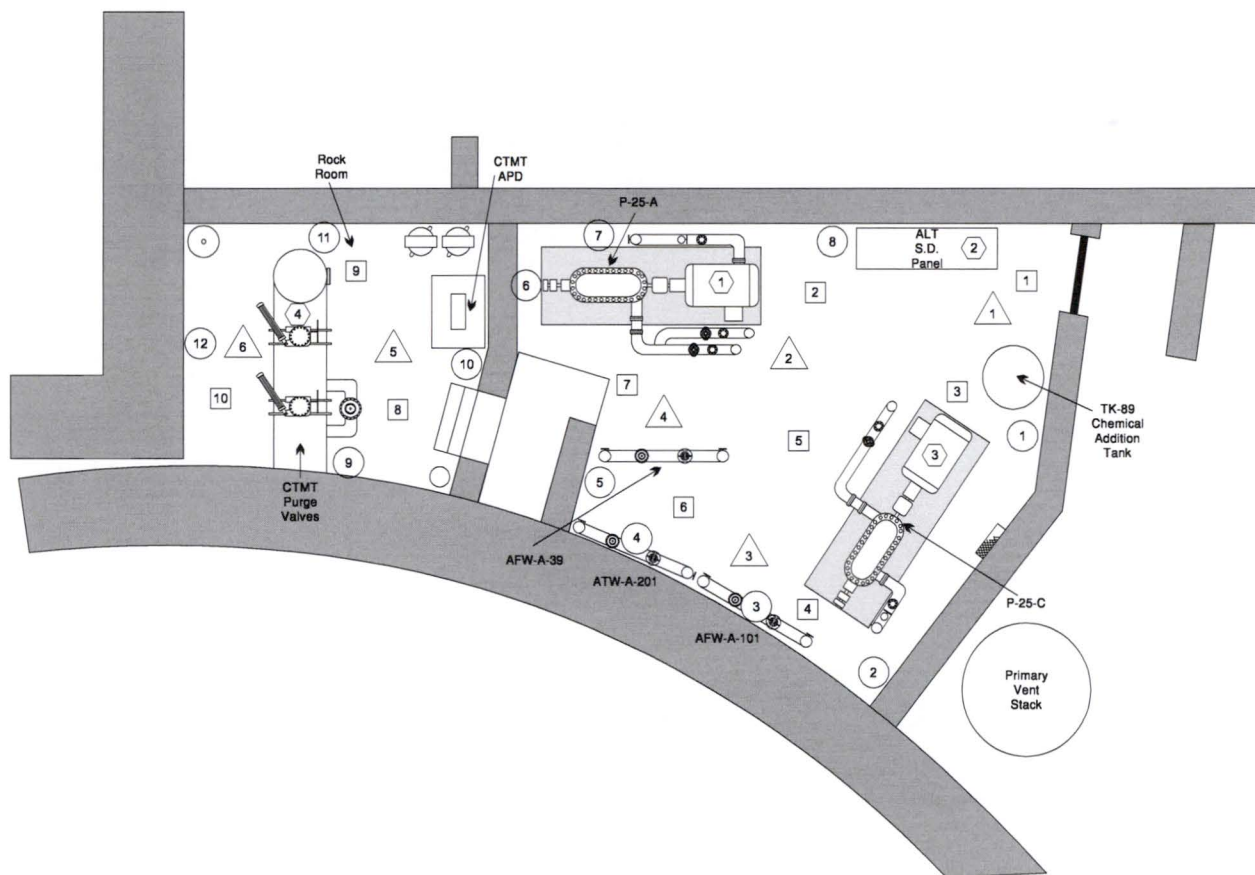 Rock
Room
CTMT
APD
P-25-A
11
7
8
ALT
S.D.
Panel
2
9
6
1
2
1
1
4
12
6
5
10
2
3
TK-89
Chemical
Addition
Tank
7
10
8
4
5
1
3
9
5
CTMT
Purge
Valves
6
4
AFW-A-39
3
ATW-A-201
3
4
P-25-C
AFW-A-101
2
Primary
Vent
Stack